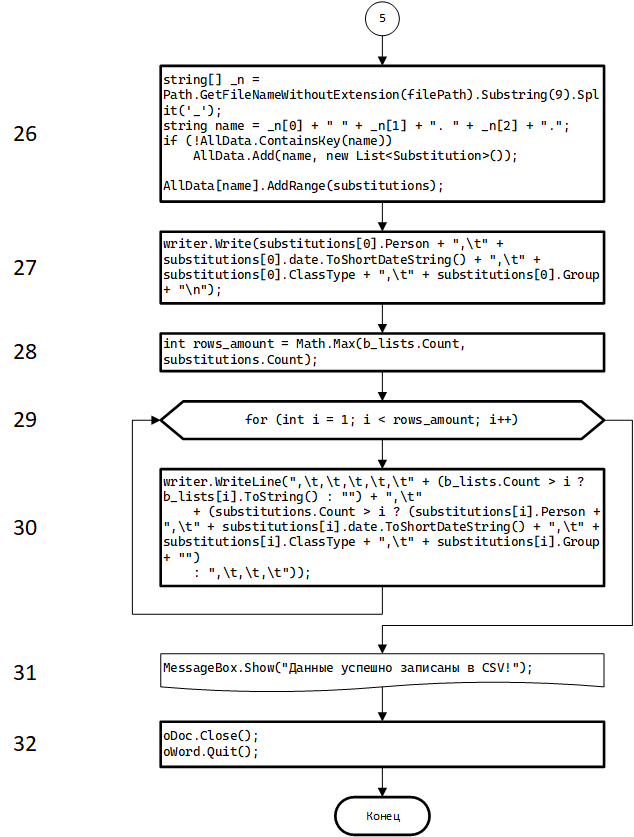 5
26
string[] _n =
Path.GetFileNameWithoutExtension(filePath).Substring(9).Spl
it('_');
string name = _n[0] + " " + _n[1] + ". " + _n[2] + ".";
if (!AllData.ContainsKey(name))
    AllData.Add(name, new List<Substitution>());
AllData[name].AddRange(substitutions);
27
writer.Write(substitutions[0].Person + ",\t" +
substitutions[0].date.ToShortDateString() + ",\t" +
substitutions[0].ClassType + ",\t" + substitutions[0].Group
+ "\n");
28
int rows_amount = Math.Max(b_lists.Count,
substitutions.Count);
29
for (int i = 1; i < rows_amount; i++)
30
writer.WriteLine(",\t,\t,\t,\t,\t" + (b_lists.Count > i ?
b_lists[i].ToString() : "") + ",\t"
    + (substitutions.Count > i ? (substitutions[i].Person +
",\t" + substitutions[i].date.ToShortDateString() + ",\t" +
substitutions[i].ClassType + ",\t" + substitutions[i].Group
+ "")
    : ",\t,\t,\t"));
31
MessageBox.Show("Данные успешно записаны в CSV!");
32
oDoc.Close();
oWord.Quit();
Конец